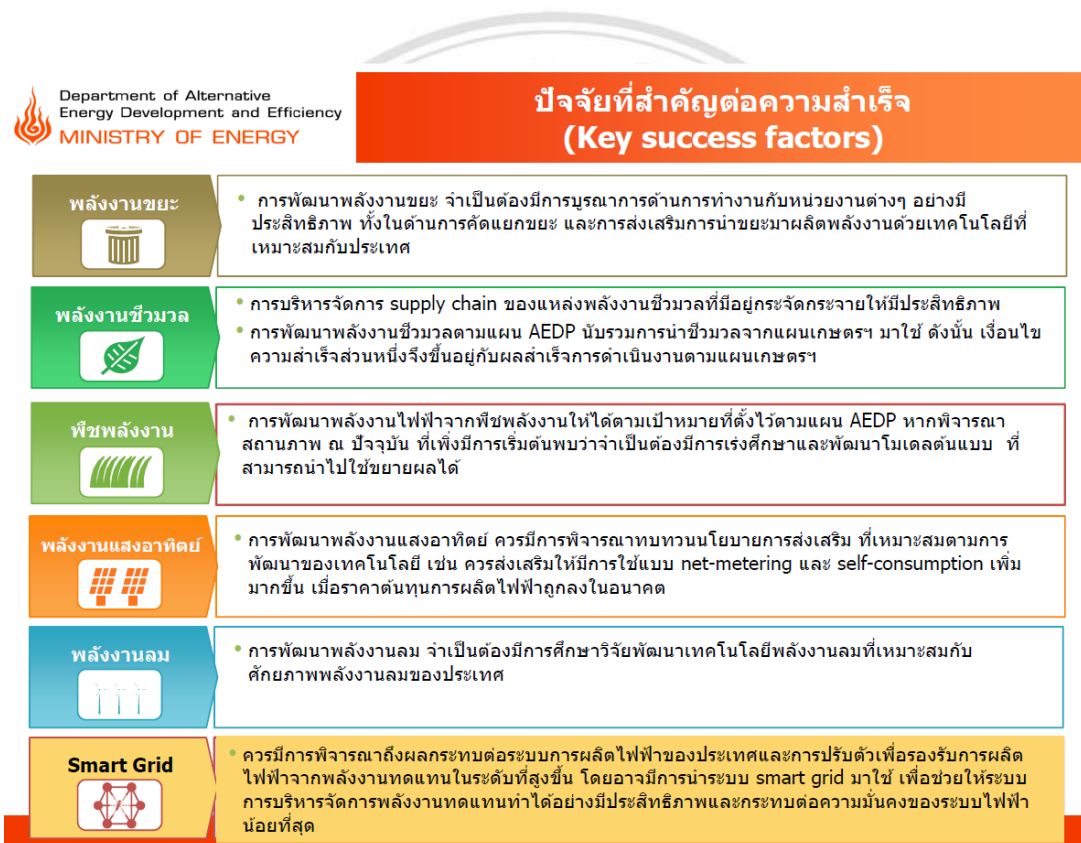 Department of Alternative
Energy Development and Efficiency
MINISTRY OF ENERGY
ปัจจัยที่สำคัญต่อความสำเร็จ
(Key success factors)
พลังงานขยะ
• การพัฒนาพลังงานขยะ จำเป็นต้องมีการบูรณาการด้านการทำงานกับหน่วยงานต่างๆ อย่างมี
ประสิทธิภาพ ทั้งในด้านการคัดแยกขยะ และการส่งเสริมการนำขยะมาผลิตพลังงานด้วยเทคโนโลยีที่
เหมาะสมกับประเทศ
พลังงานชีวมวล
• การบริหารจัดการ supply chain ของแหล่งพลังงานชีวมวลที่มีอยู่กระจัดกระจายให้มีประสิทธิภาพ
• การพัฒนาพลังงานชีวมวลตามแผน AEDP นับรวมการนำชีวมวลจากแผนเกษตรฯ มาใช้ ดังนั้น เงื่อนไข
ความสำเร็จส่วนหนึ่งจึงขึ้นอยู่กับผลสำเร็จการดำเนินงานตามแผนเกษตรฯ
พืชพลังงาน
• การพัฒนาพลังงานไฟฟ้าจากพืชพลังงานให้ได้ตามเป้าหมายที่ตั้งไว้ตามแผน AEDP หากพิจารณา
สถานภาพ ณ ปัจจุบัน ที่เพิ่งมีการเริ่มต้นพบว่าจำเป็นต้องมีการเร่งศึกษาและพัฒนาโมเดลต้นแบบ ที่
สามารถนำไปใช้ขยายผลได้
พลังงานแสงอาทิตย์
• การพัฒนาพลังงานแสงอาทิตย์ ควรมีการพิจารณาทบทวนนโยบายการส่งเสริม ที่เหมาะสมตามการ
พัฒนาของเทคโนโลยี เช่น ควรส่งเสริมให้มีการใช้แบบ net-metering และ self-consumption เพิ่ม
มากขึ้น เมื่อราคาต้นทุนการผลิตไฟฟ้าถูกลงในอนาคต
พลังงานลม
• การพัฒนาพลังงานลม จำเป็นต้องมีการศึกษาวิจัยพัฒนาเทคโนโลยีพลังงานลมที่เหมาะสมกับ
ศักยภาพพลังงานลมของประเทศ
Smart Grid
• ควรมีการพิจารณาถึงผลกระทบต่อระบบการผลิตไฟฟ้าของประเทศและการปรับตัวเพื่อรองรับการผลิต
ไฟฟ้าจากพลังงานทดแทนในระดับที่สูงขึ้น โดยอาจมีการนำระบบ smart grid มาใช้ เพื่อช่วยให้ระบบ
การบริหารจัดการพลังงานทดแทนทำได้อย่างมีประสิทธิภาพและกระทบต่อความมั่นคงของระบบไฟฟ้า
น้อยที่สุด